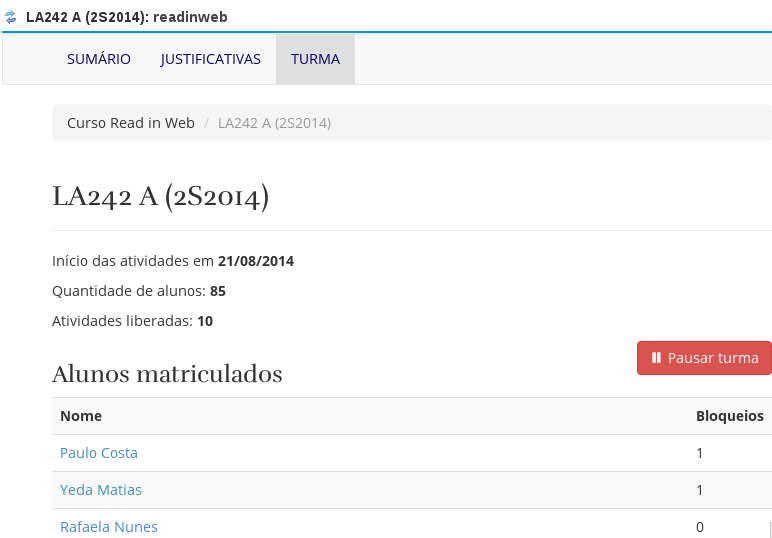 LA242 A (2S2014): readinweb
SUMÁRIO JUSTIFICATIVAS TURMA
Curso Read in Web / LA242 A (2S2014)
LA242 A (2S2014)
Início das atividades em 21/08/2014
Quantidade de alunos: 85
Atividades liberadas: 10
Pausar turma
Alunos matriculados
Nome Bloqueios
Paulo Costa 1
Yeda Matias 1
Rafaela Nunes 0